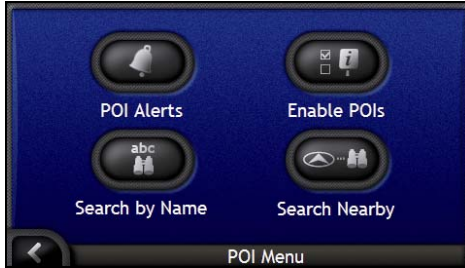 POI Alerts
Enable POIs
abc
Search by Name
Search Nearby
POI Menu